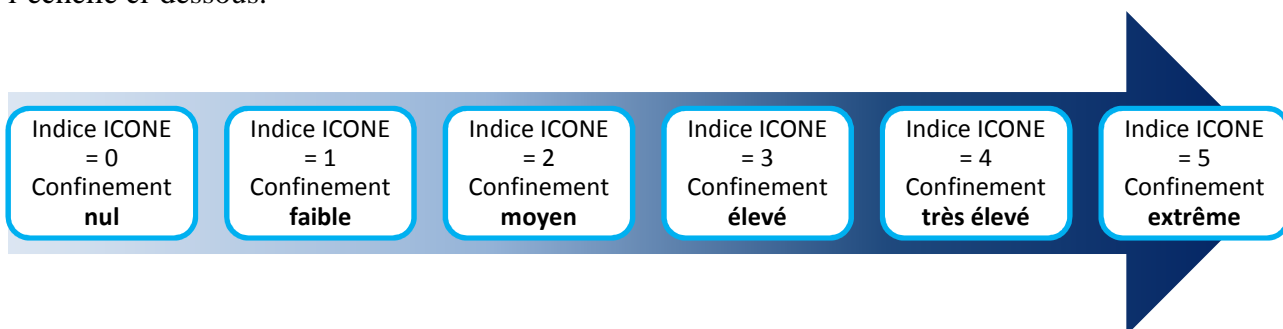 Indice ICONE
= 0
Confinement
nul
Indice ICONE
= 1
Confinement
faible
Indice ICONE
= 2
Confinement
moyen
Indice ICONE
= 3
Confinement
élevé
Indice ICONE
= 4
Confinement
très élevé
Indice ICONE
= 5
Confinement
extrême